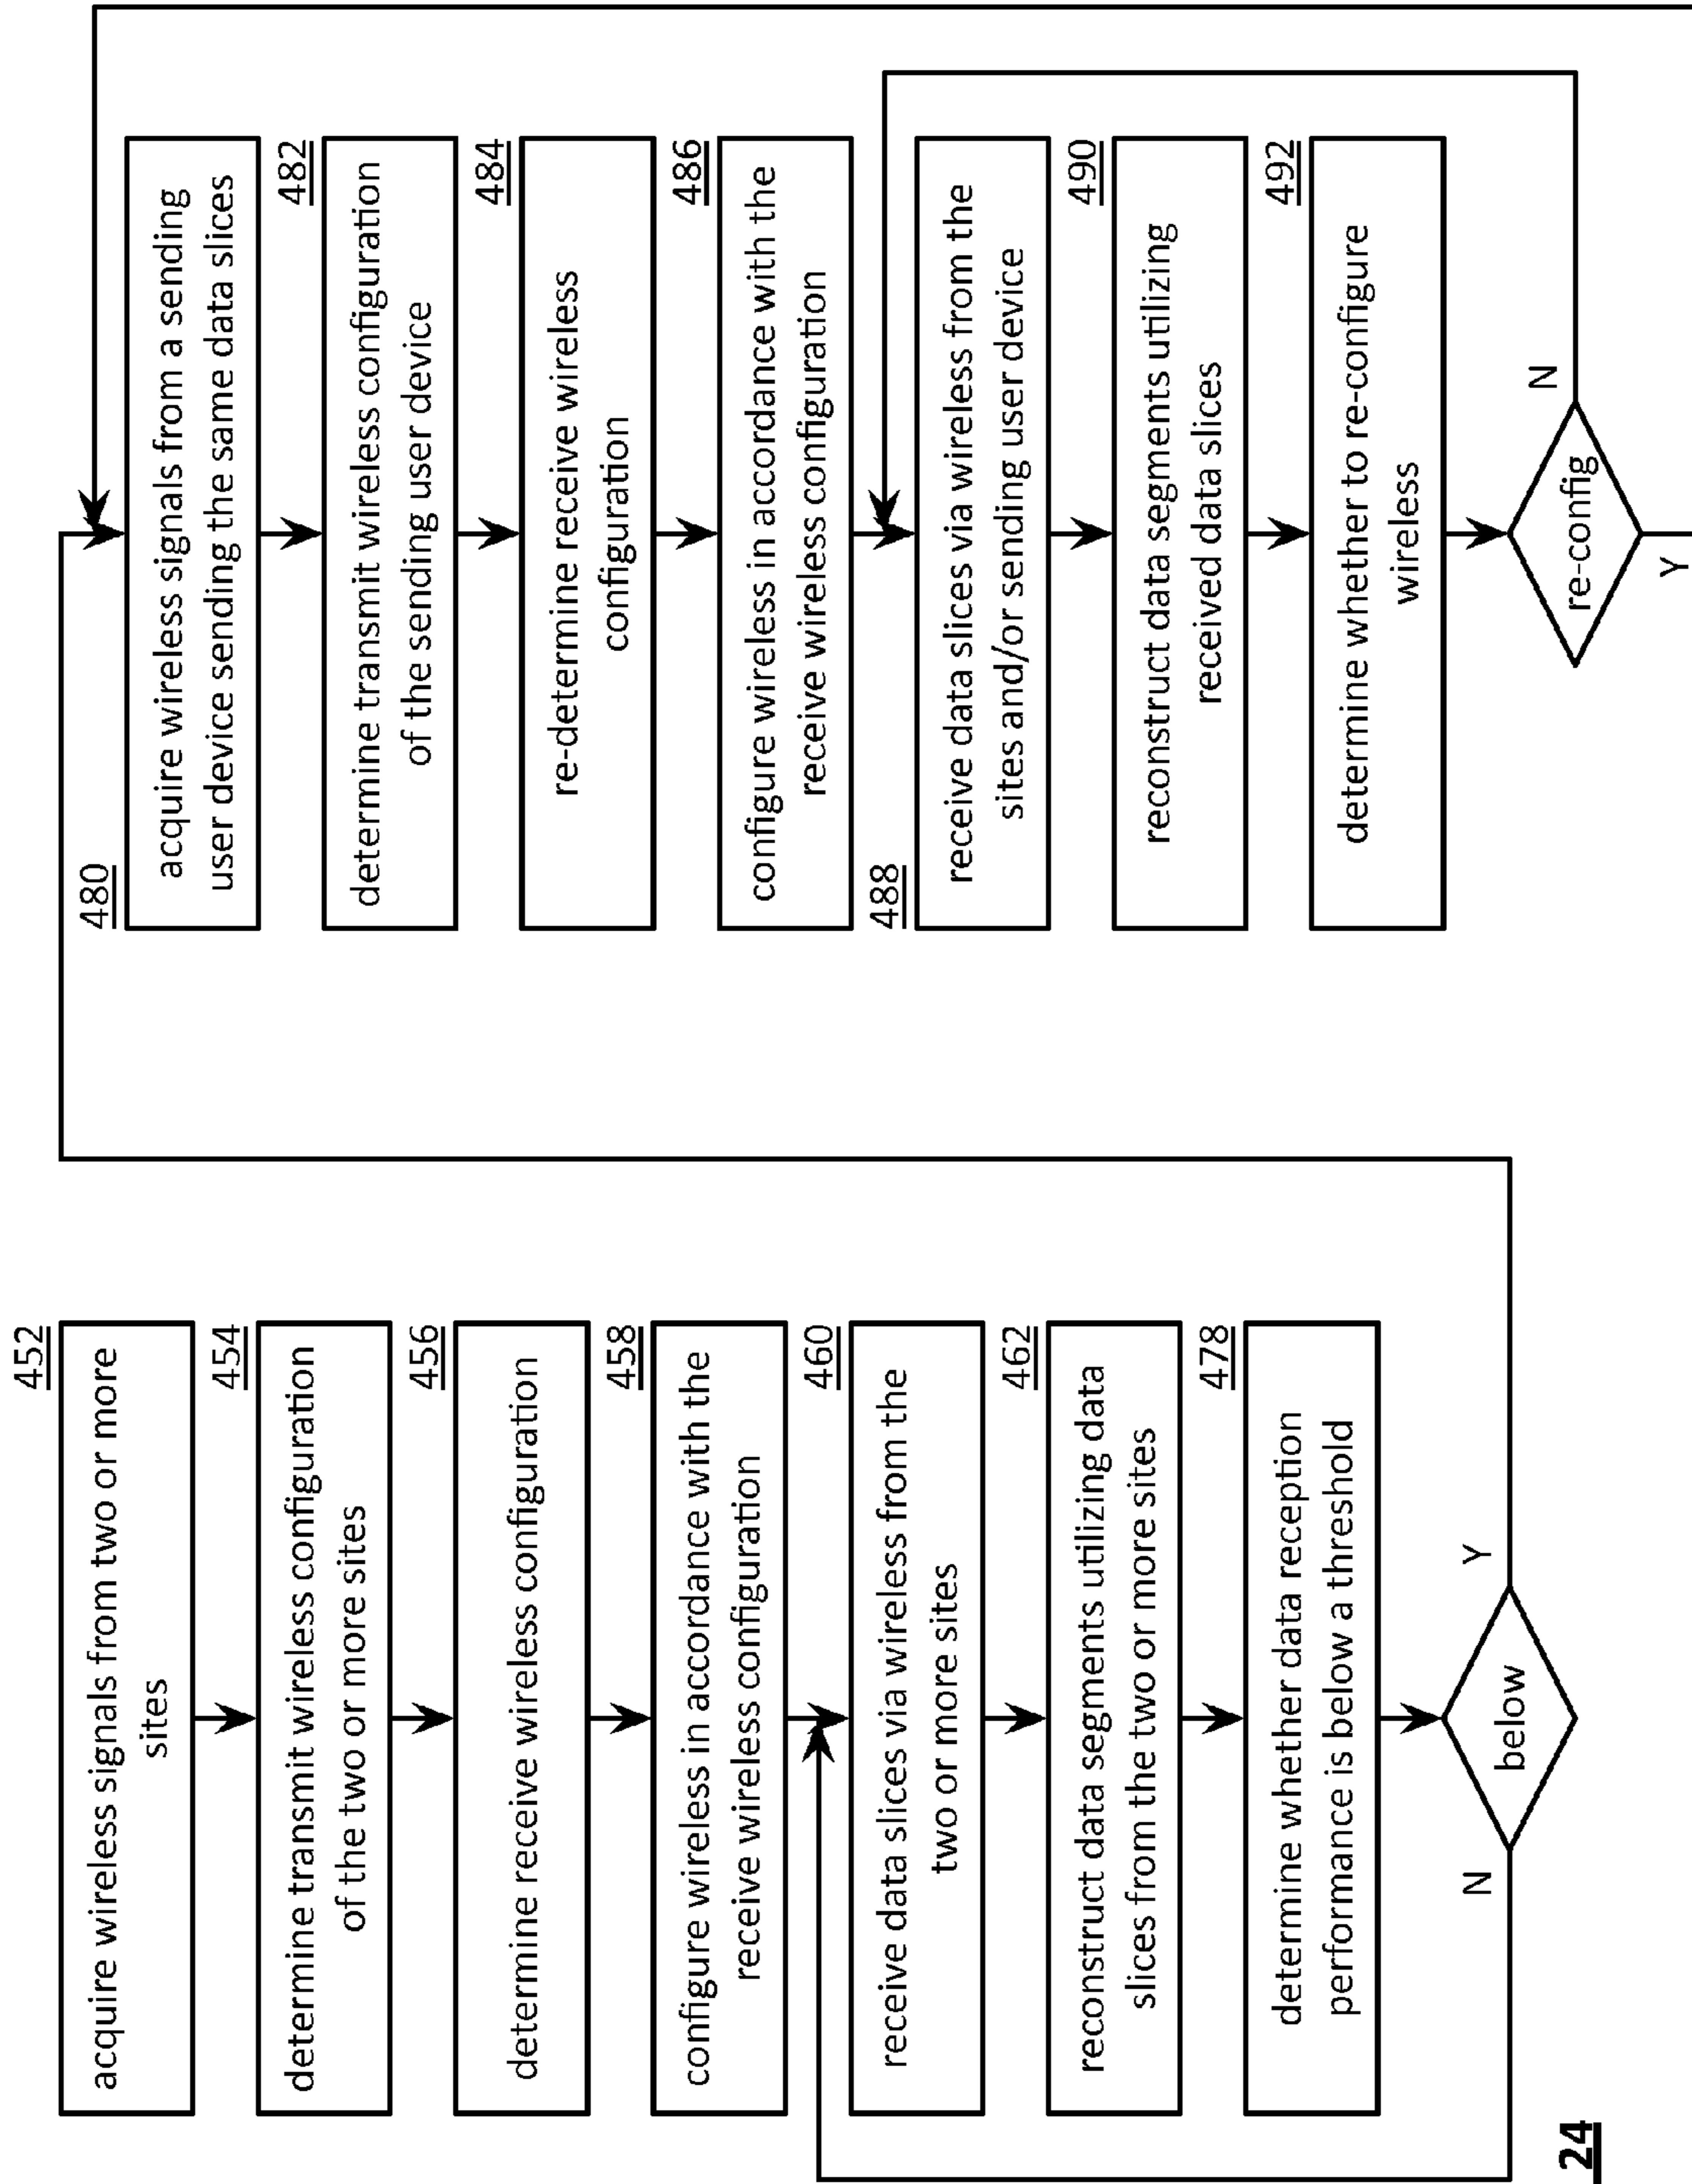 452
acquire wireless signals from two or more
sites
454
determine transmit wireless configuration
of the two or more sites
456
determine receive wireless configuration
458
configure wireless in accordance with the
receive wireless configuration
460
receive data slices via wireless from the
two or more sites
462
reconstruct data segments utilizing data
slices from the two or more sites
478
determine whether data reception
performance is below a threshold
below
N
Y
480
acquire wireless signals from a sending
user device sending the same data slices
482
determine transmit wireless configuration
of the sending user device
484
re-determine receive wireless
configuration
486
configure wireless in accordance with the
receive wireless configuration
488
receive data slices via wireless from the
sites and/or sending user device
490
reconstruct data segments utilizing
received data slices
492
determine whether to re-configure
wireless
re-config
N
Y
24